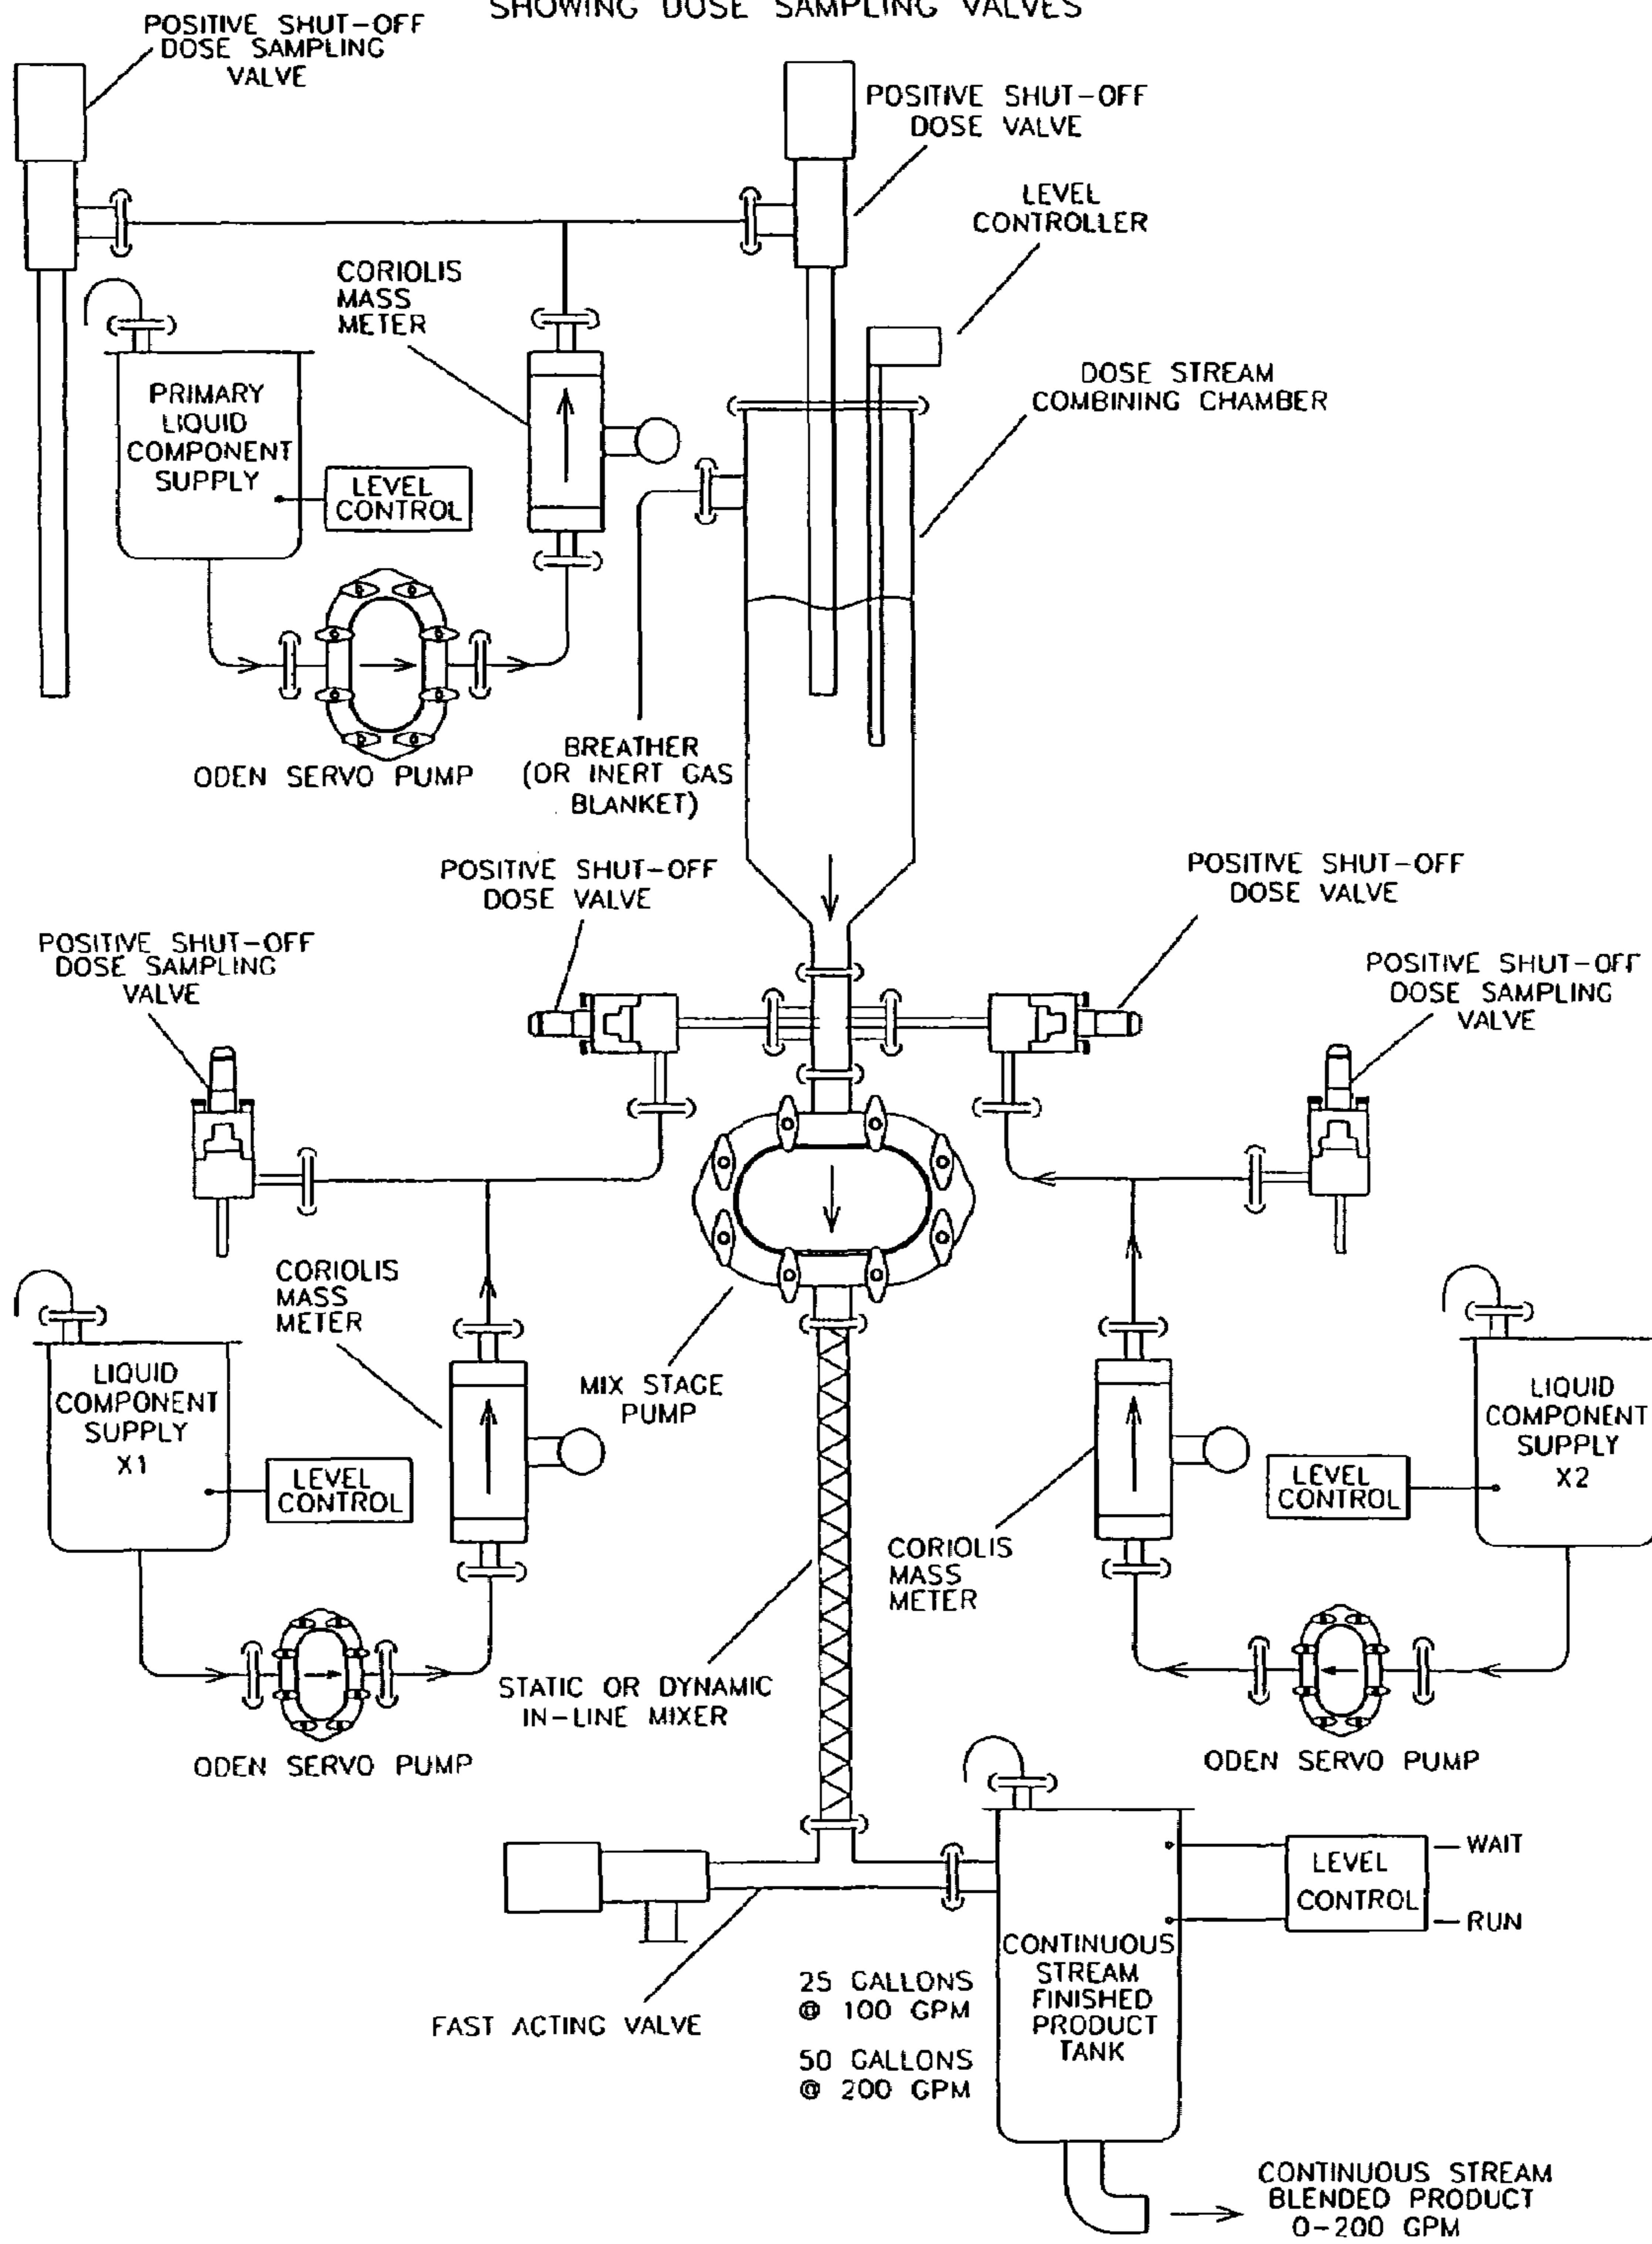 SHOWING DOSE SAMPLING VALVES
POSITIVE SHUT-OFF
DOSE SAMPLING
VALVE
POSITIVE SHUT-OFF
DOSE VALVE
LEVEL
CONTROLLER
CORIOLIS
MASS
METER
DOSE STREAM
COMBINING CHAMBER
PRIMARY
LIQUID
COMPONENT
SUPPLY
LEVEL
CONTROL
ODEN SERVO PUMP
BREATHER
(OR INERT GAS
BLANKET)
POSITIVE SHUT-OFF
DOSE VALVE
POSITIVE SHUT-OFF
DOSE VALVE
POSITIVE SHUT-OFF
DOSE SAMPLING
VALVE
POSITIVE SHUT-OFF
DOSE SAMPLING
VALVE
CORIOLIS
MASS
METER
LIQUID
COMPONENT
SUPPLY
X1
LEVEL
CONTROL
MIX STAGE
PUMP
LIQUID
COMPONENT
SUPPLY
X2
LEVEL
CONTROL
CORIOLIS
MASS
METER
STATIC OR DYNAMIC
IN-LINE MIXER
ODEN SERVO PUMP
ODEN SERVO PUMP
LEVEL
CONTROL
WAIT
RUN
CONTINUOUS
STREAM
FINISHED
PRODUCT
TANK
25 GALLONS
@ 100 GPM
50 GALLONS
@ 200 GPM
FAST ACTING VALVE
CONTINUOUS STREAM
BLENDED PRODUCT
0-200 GPM